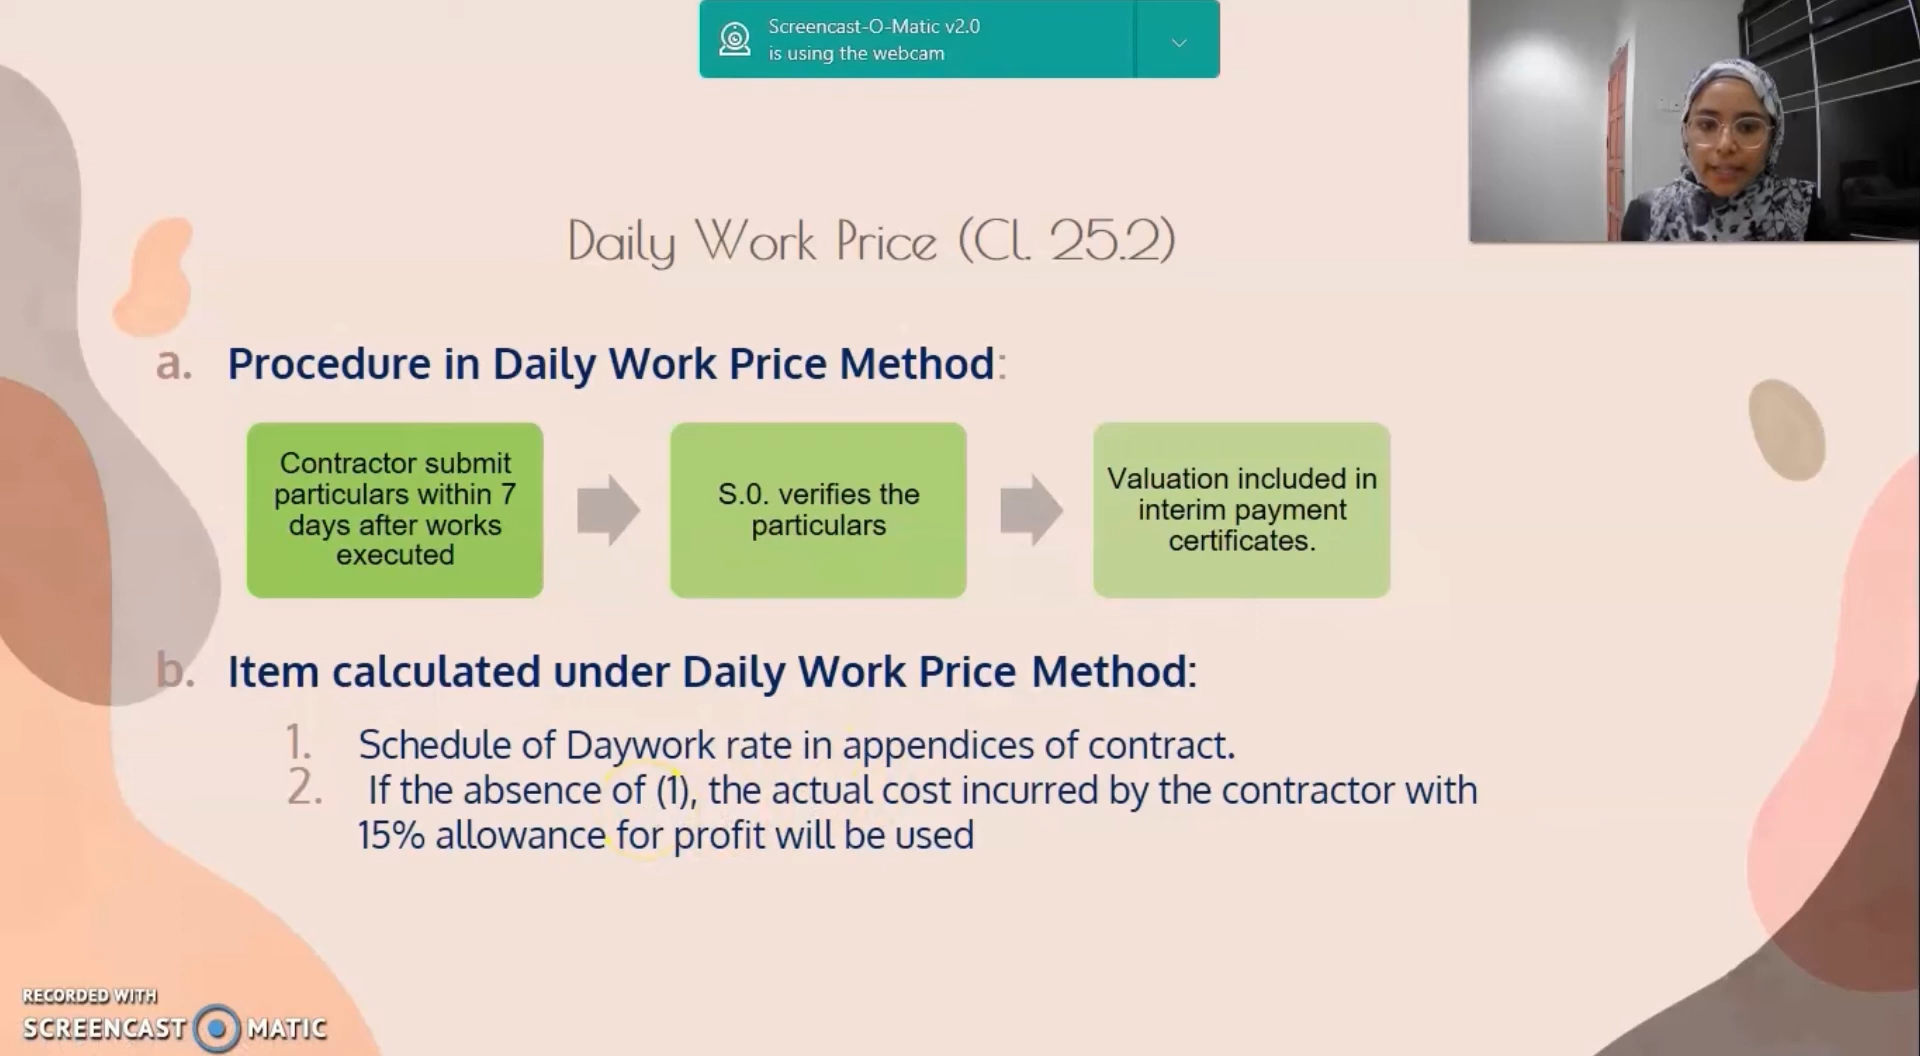 Screencast-O-Matic v2.0
is using the webcam
Daily Work Price (Cl. 25.2)
a. Procedure in Daily Work Price Method:
Contractor submit
particulars within 7
days after works
executed
S.0. verifies the
particulars
Valuation included in
interim payment
certificates.
b. Item calculated under Daily Work Price Method:
1. Schedule of Daywork rate in appendices of contract.
2. If the absence of (1), the actual cost incurred by the contractor with
15% allowance for profit will be used
RECORDED WITH
SCREENCAST MATIC